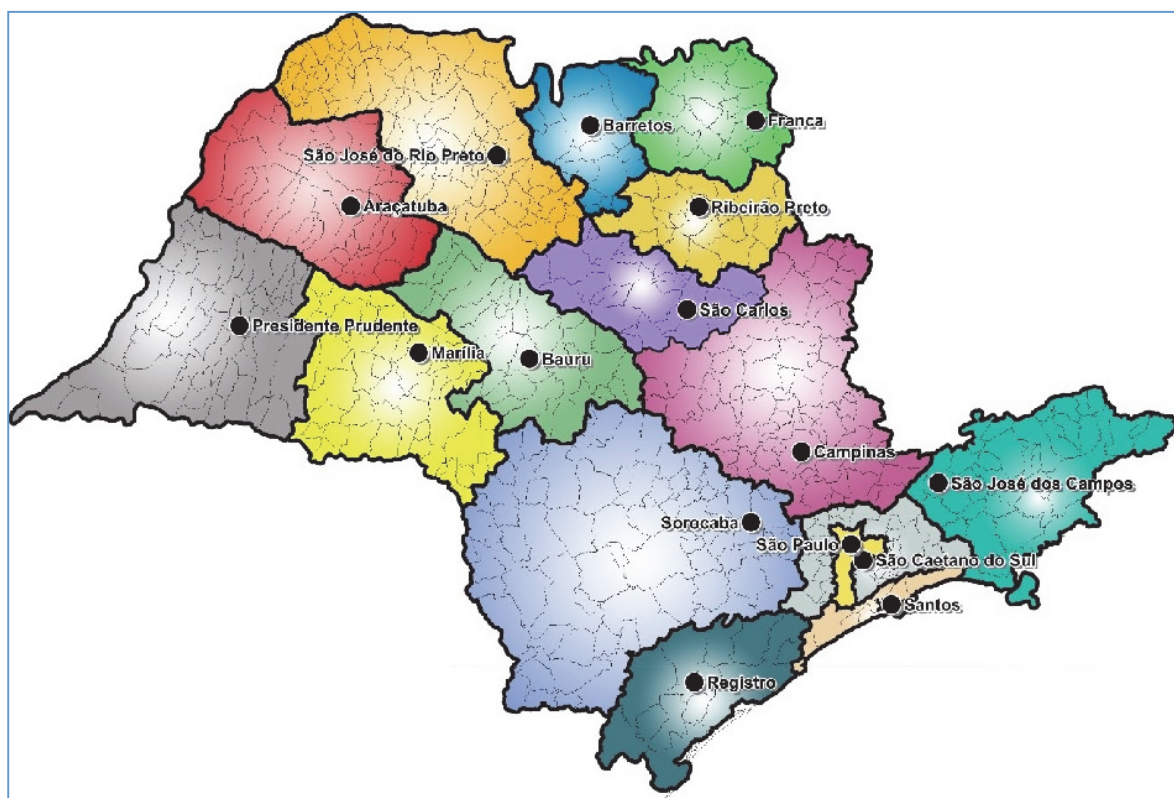 Barretos
Franca
São José do Rio Preto
Araçatuba
Ribeirão Preto
São Carlos
Presidente Prudente
Marília
Bauru
Campinas
São José dos Campos
Sorocaba
São Paulo
São Caetano do Sul
Santos
Registro